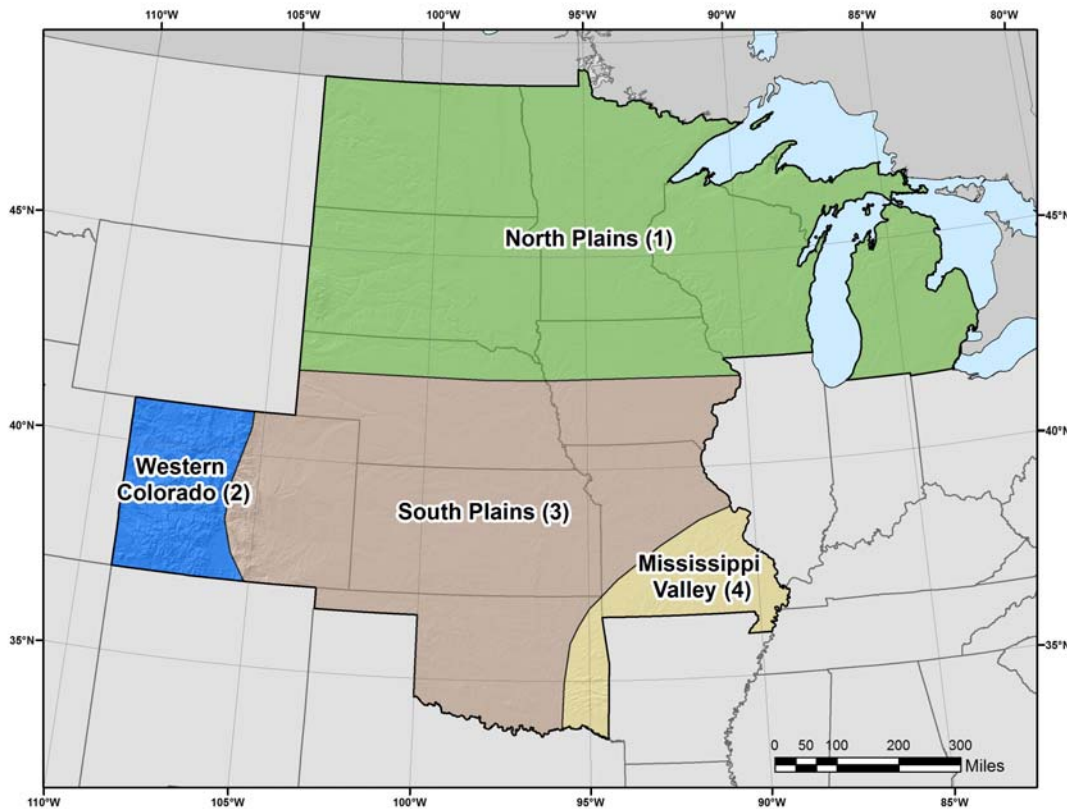 110°W 105°W 100°W 95°W 90°W 85°W 80°W
45°N 45°N
North Plains (1)
40°N 40°N
Western
Colorado (2)
South Plains (3)
Mississippi
Valley (4)
35°N 35°N
0 50 100 200 300
Miles
110°W 105°W 100°W 95°W 90°W 85°W